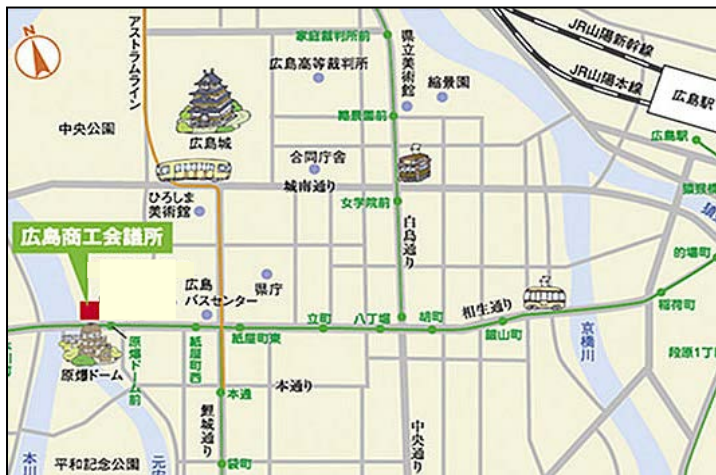 家庭裁判所前
県立美術館
JR山陽新幹線
JR山陽本線
広島駅
アストラムライン
広島高等裁判所
縮景園
中央公園
広島城
縮景園前
広島駅
合同庁舎
城南通り
ひろしま
美術館
女学院前
猿猴橋
広島商工会議所
白島通り
的場町
広島
バスセンター
県庁
相生通り
稲荷町
立町
八丁堀
胡町
銀山町
京橋川
紙屋町東
紙屋町西
原爆ドーム前
原爆ドーム
段原1丁
本通
本通り
鯉城通り
中央通り
袋町
平和記念公園
本川
元安